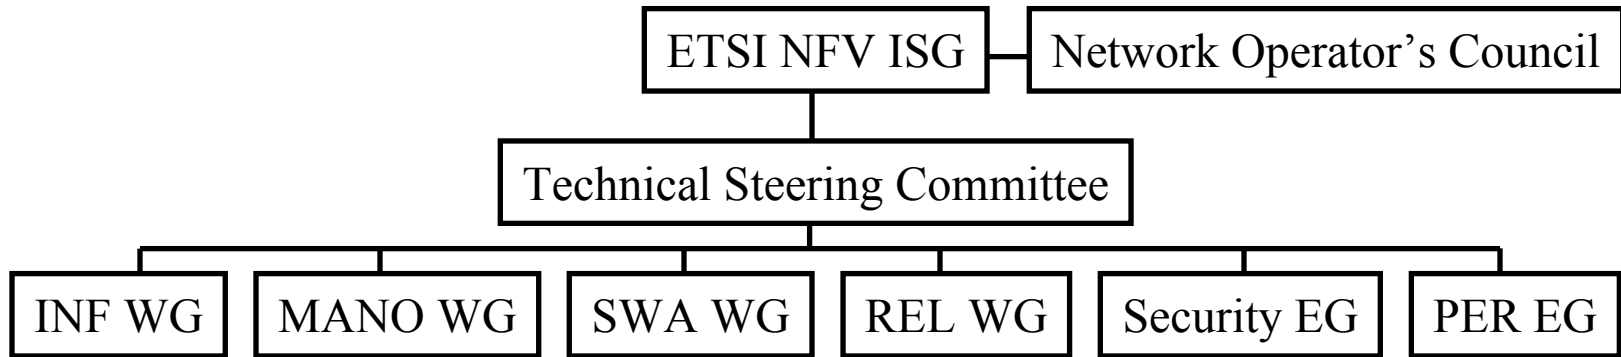 ETSI NFV ISG
Network Operator’s Council
Technical Steering Committee
INF WG
MANO WG
SWA WG
REL WG
Security EG
PER EG